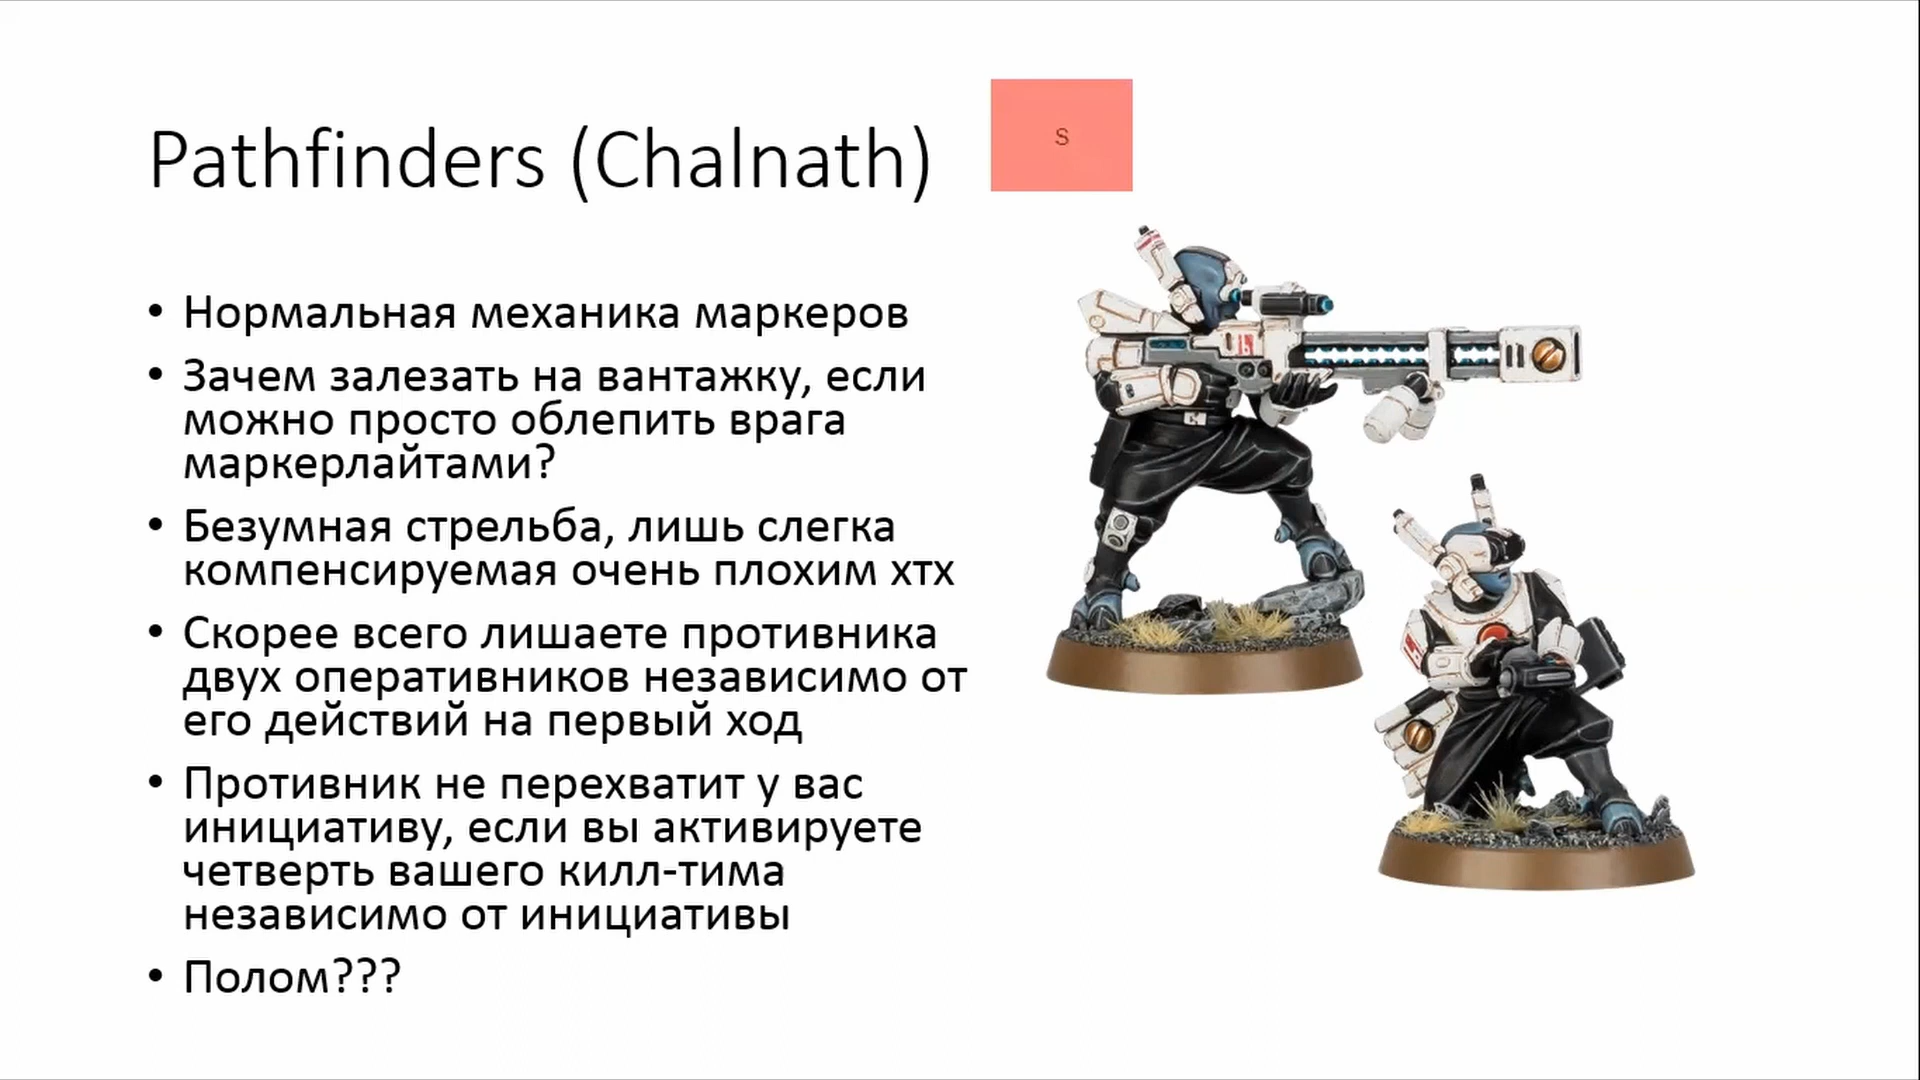 Pathfinders (Chalnath)
S
• Нормальная механика маркеров
• Зачем залезать на вантажку, если
можно просто облепить врага
маркерлайтами?
• Безумная стрельба, лишь слегка
компенсируемая очень плохим хтх
• Скорее всего лишаете противника
двух оперативников независимо от
его действий на первый ход
• Противник не перехватит у вас
инициативу, если вы активируете
четверть вашего килл-тима
независимо от инициативы
• Полом???